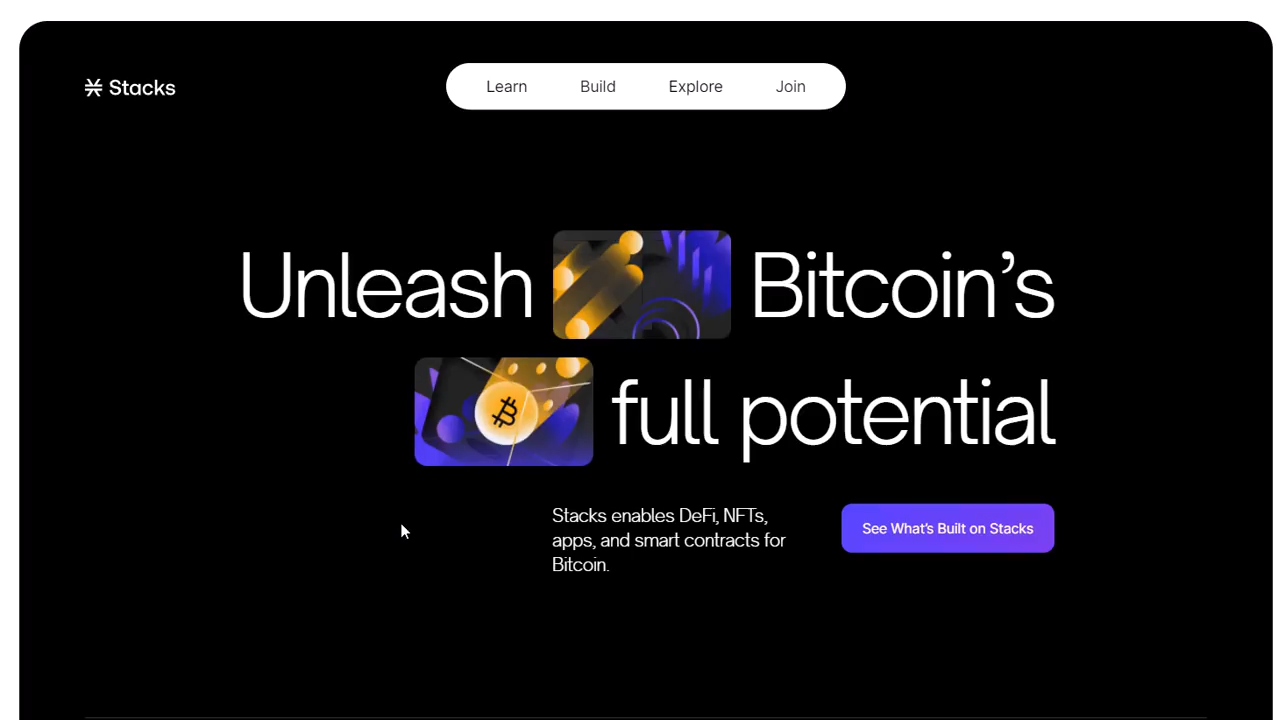 Stacks
Learn Build Explore Join
Unleash Bitcoin’s
full potential
Stacks enables DeFi, NFTs,
apps, and smart contracts for
Bitcoin.
See What’s Built on Stacks